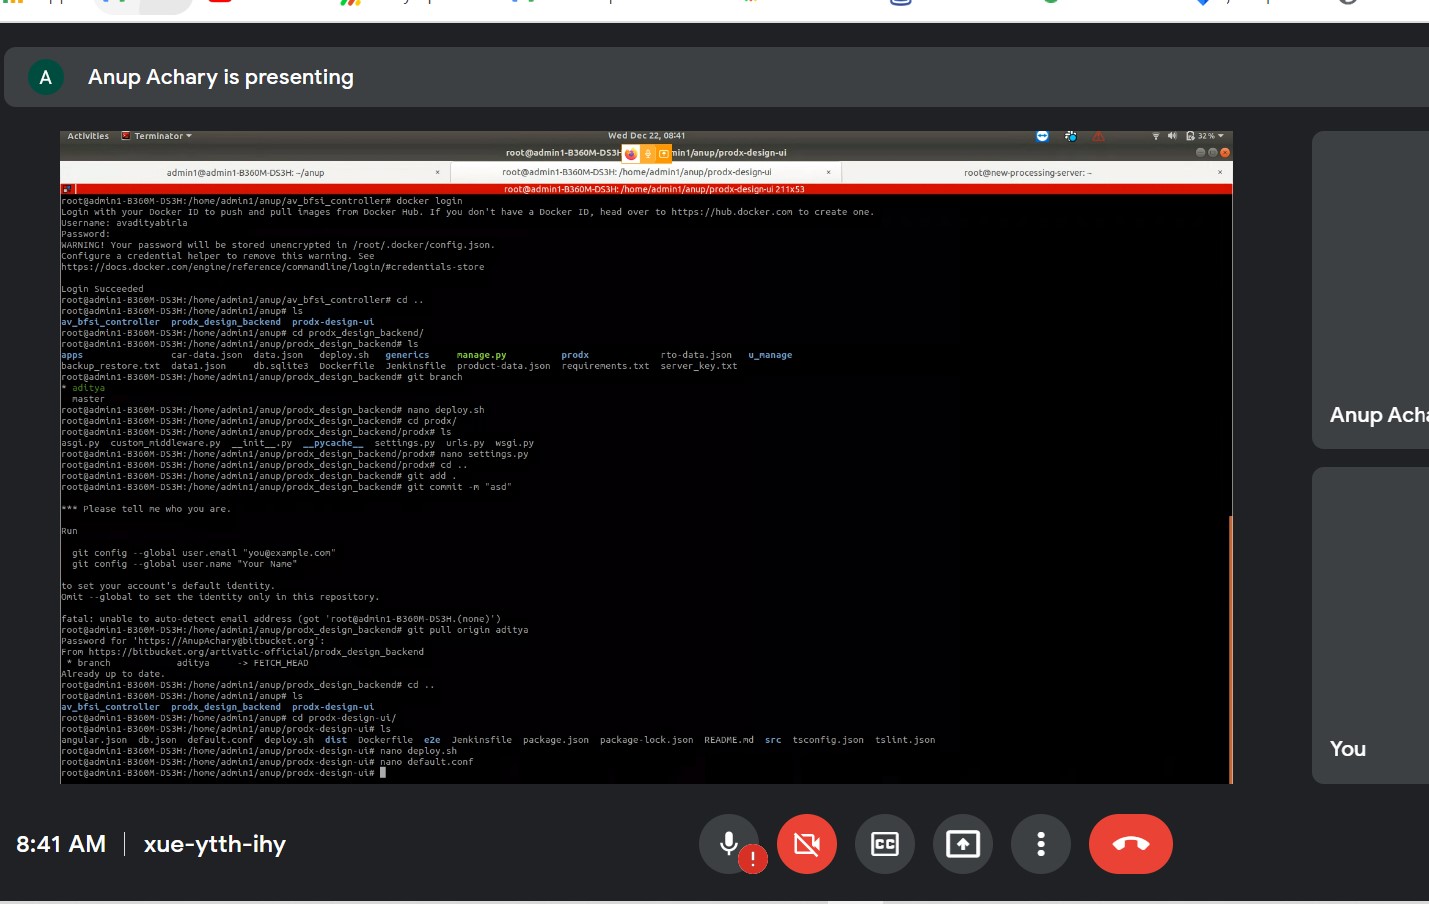 A Anup Achary is presenting
Activities Terminator Wed Dec 22, 08:41 32 %
root@admin1-B360M-DS3H min1/anup/prodx-design-ui
admin1@admin1-B360M-DS3H: ~/anup × root@admin1-B360M-DS3H: /home/admin1/anup/prodx-design-ui × root@new-processing-server: ~ ×
root@admin1-B360M-DS3H: /home/admin1/anup/prodx-design-ui 211x53
root@admin1-B360M-DS3H:/home/admin1/anup/av_bfsi_controller# docker login
Login with your Docker ID to push and pull images from Docker Hub. If you don't have a Docker ID, head over to https://hub.docker.com to create one.
Username: avadityabirla
Password:
WARNING! Your password will be stored unencrypted in /root/.docker/config.json.
Configure a credential helper to remove this warning. See
https://docs.docker.com/engine/reference/commandline/login/#credentials-store
Login Succeeded
root@admin1-B360M-DS3H:/home/admin1/anup/av_bfsi_controller# cd ..
root@admin1-B360M-DS3H:/home/admin1/anup# ls
av_bfsi_controller prodx_design_backend prodx-design-ui
root@admin1-B360M-DS3H:/home/admin1/anup# cd prodx_design_backend/
root@admin1-B360M-DS3H:/home/admin1/anup/prodx_design_backend# ls
apps car-data.json data.json deploy.sh generics manage.py prodx rto-data.json u_manage
backup_restore.txt data1.json db.sqlite3 Dockerfile Jenkinsfile product-data.json requirements.txt server_key.txt
root@admin1-B360M-DS3H:/home/admin1/anup/prodx_design_backend# git branch
* aditya
master
root@admin1-B360M-DS3H:/home/admin1/anup/prodx_design_backend# nano deploy.sh
root@admin1-B360M-DS3H:/home/admin1/anup/prodx_design_backend# cd prodx/
root@admin1-B360M-DS3H:/home/admin1/anup/prodx_design_backend/prodx# ls
asgi.py custom_middleware.py __init__.py __pycache__ settings.py urls.py wsgi.py
root@admin1-B360M-DS3H:/home/admin1/anup/prodx_design_backend/prodx# nano settings.py
root@admin1-B360M-DS3H:/home/admin1/anup/prodx_design_backend/prodx# cd ..
root@admin1-B360M-DS3H:/home/admin1/anup/prodx_design_backend# git add .
root@admin1-B360M-DS3H:/home/admin1/anup/prodx_design_backend# git commit -m "asd"
*** Please tell me who you are.
Run
git config --global user.email "you@example.com"
git config --global user.name "Your Name"
to set your account's default identity.
Omit --global to set the identity only in this repository.
fatal: unable to auto-detect email address (got 'root@admin1-B360M-DS3H.(none)')
root@admin1-B360M-DS3H:/home/admin1/anup/prodx_design_backend# git pull origin aditya
Password for 'https://AnupAchary@bitbucket.org':
From https://bitbucket.org/artivatic-official/prodx_design_backend
* branch aditya -> FETCH_HEAD
Already up to date.
root@admin1-B360M-DS3H:/home/admin1/anup/prodx_design_backend# cd ..
root@admin1-B360M-DS3H:/home/admin1/anup# ls
av_bfsi_controller prodx_design_backend prodx-design-ui
root@admin1-B360M-DS3H:/home/admin1/anup# cd prodx-design-ui/
root@admin1-B360M-DS3H:/home/admin1/anup/prodx-design-ui# ls
angular.json db.json default.conf deploy.sh dist Dockerfile e2e Jenkinsfile package.json package-lock.json README.md src tsconfig.json tslint.json
root@admin1-B360M-DS3H:/home/admin1/anup/prodx-design-ui# nano deploy.sh
root@admin1-B360M-DS3H:/home/admin1/anup/prodx-design-ui# nano default.conf
root@admin1-B360M-DS3H:/home/admin1/anup/prodx-design-ui#
Anup Acha
You
8:41 AM | xue-ytth-ihy
CC